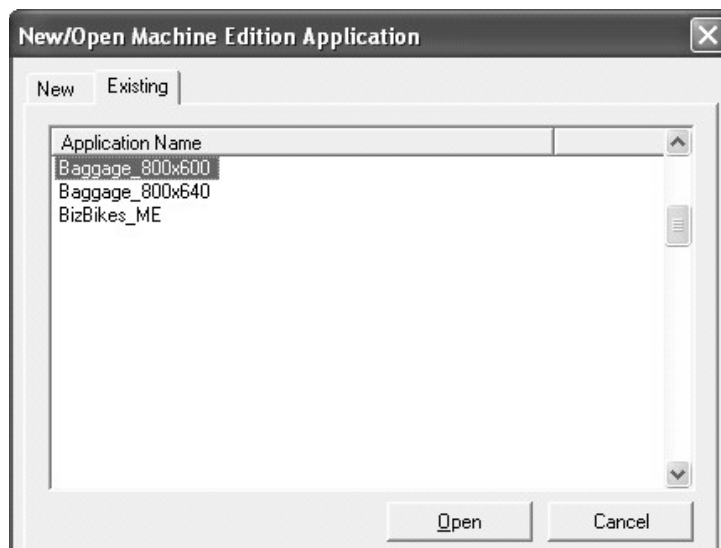 New/Open Machine Edition Application
New Existing
Application Name
Baggage_800x600
Baggage_800x640
BizBikes_ME
Open Cancel